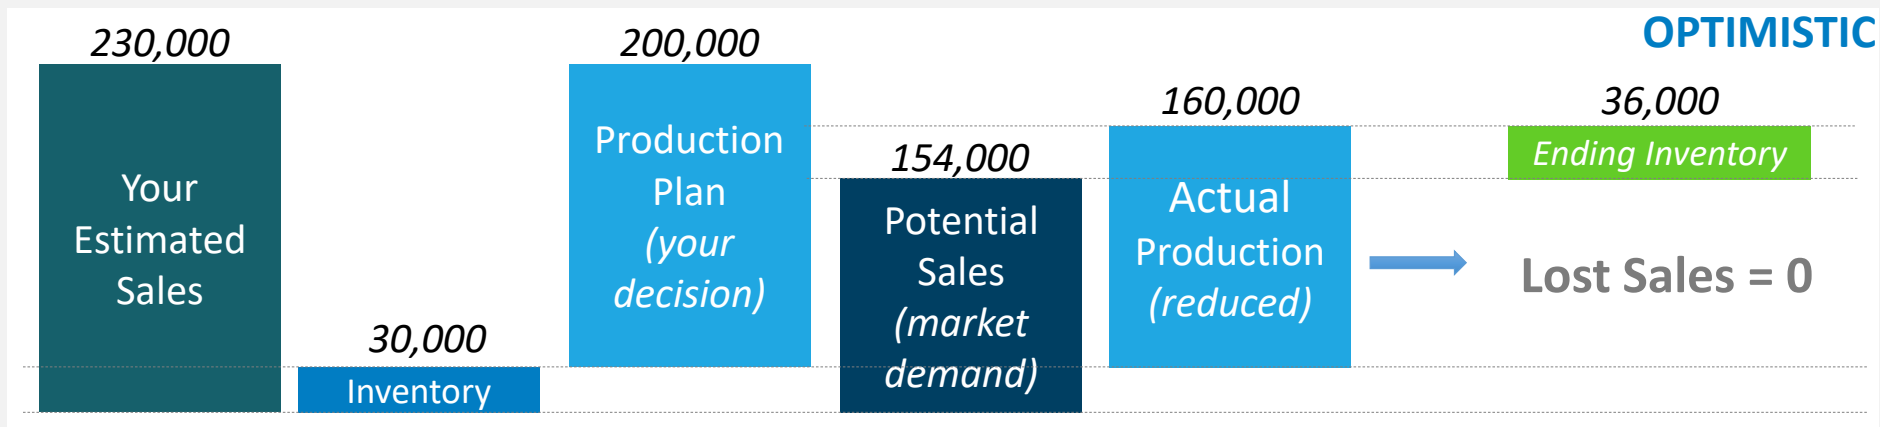 OPTIMISTIC
230,000
Your
Estimated
Sales
30,000
Inventory
200,000
Production
Plan
(your
decision)
154,000
Potential
Sales
(market
demand)
160,000
Actual
Production
(reduced)
36,000
Ending Inventory
Lost Sales = 0